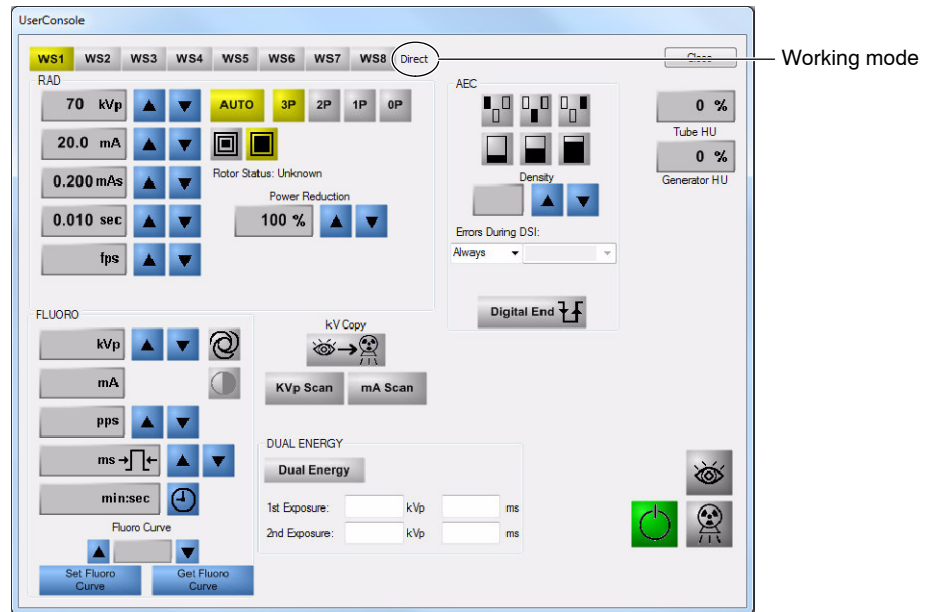 UserConsole
WS1 WS2 WS3 WS4 WS5 WS6 WS7 WS8 Direct
Close
Working mode
RAD
70 kVp
AUTO 3P 2P 1P 0P
20.0 mA
0.200 mAs
Rotor Status: Unknown
Power Reduction
0.010 sec
100 %
fps
AEC
Density
Errors During DSI:
Always
Digital End
0 %
Tube HU
0 %
Generator HU
FLUORO
kVp
mA
pps
ms
min:sec
Fluoro Curve
Set Fluoro
Curve
Get Fluoro
Curve
kV Copy
KVp Scan mA Scan
DUAL ENERGY
Dual Energy
1st Exposure: kVp ms
2nd Exposure: kVp ms